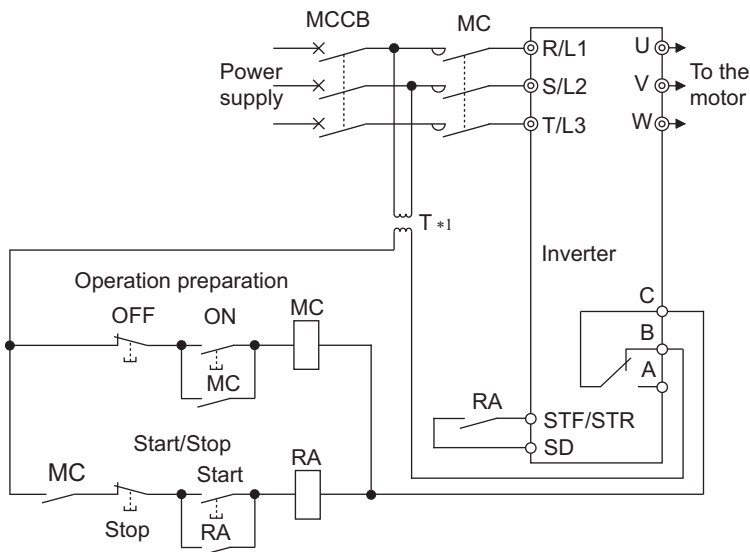 MCCB
MC
R/L1
U
Power
supply
S/L2
V
To the
motor
T/L3
W
T *1
Inverter
Operation preparation
OFF
ON
MC
C
B
A
MC
RA
STF/STR
SD
Start/Stop
MC
Start
RA
Stop
RA